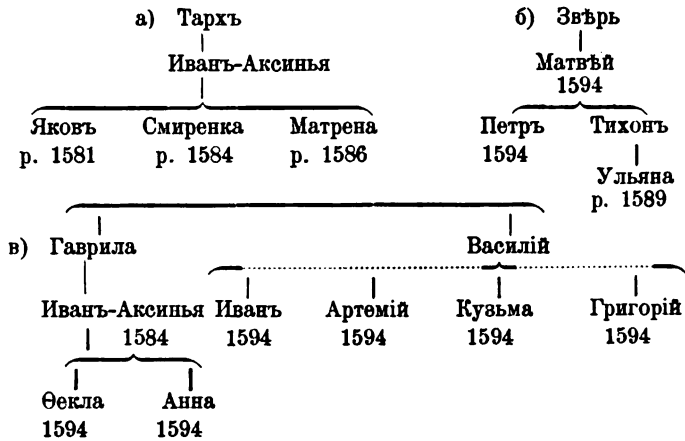 а) Тархъ б) Звѣрь
Иванъ-Аксинья Матвѣй
1594
Яковъ Смиренка Матрена Петръ Тихонъ
р. 1581 р. 1584 р. 1586 1594
Ульяна
р. 1589
в) Гаврила Василій
Иванъ-Аксинья Иванъ Артемій Кузьма Григорій
1584 1594 1594 1594 1594
Ѳекла Анна
1594 1594